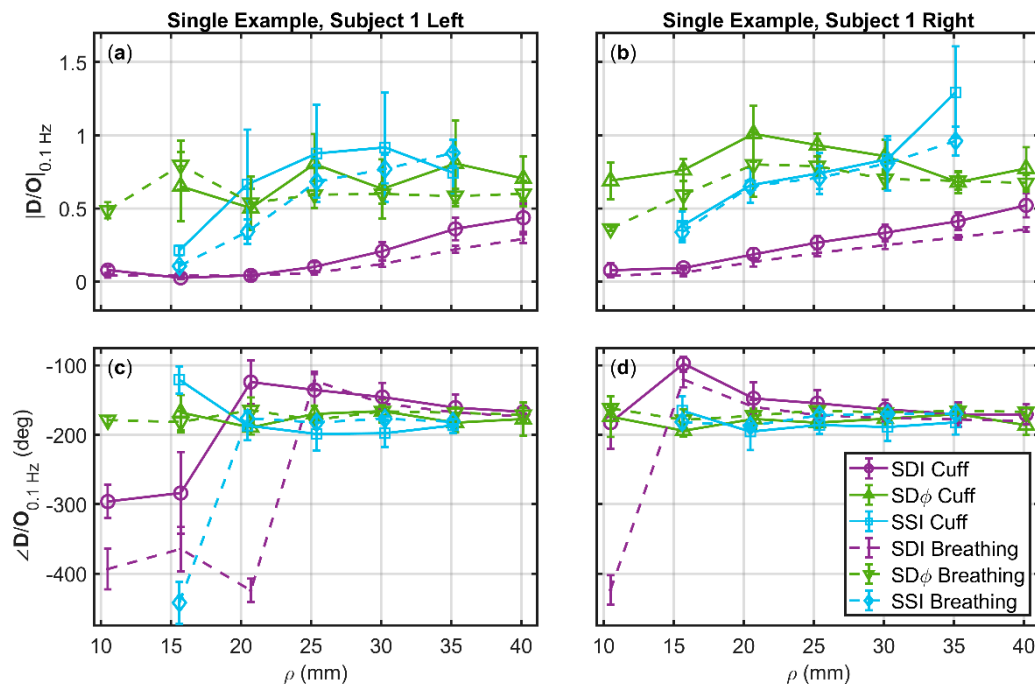 Single Example, Subject 1 Left
Single Example, Subject 1 Right
(a)
(b)
|D/O|0.1 Hz
1.5
1
0.5
0
(c)
(d)
∠D/O0.1 Hz (deg)
-100
-200
-300
-400
10 15 20 25 30 35 40
10 15 20 25 30 35 40
ρ (mm)
ρ (mm)
SDI Cuff
SDϕ Cuff
SSI Cuff
SDI Breathing
SDϕ Breathing
SSI Breathing